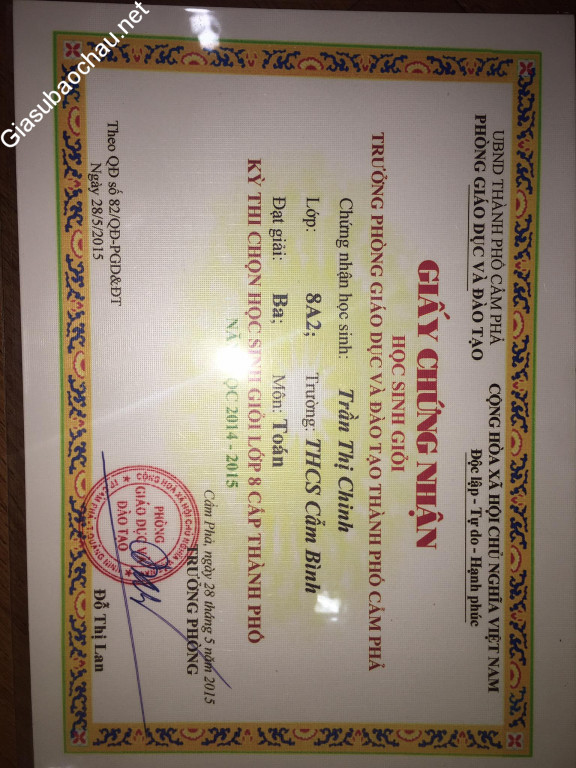 Giasubaochau.net
UBND THÀNH PHỐ CẨM PHẢ
PHÒNG GIÁO DỤC VÀ ĐÀO TẠO
CỘNG HÒA XÃ HỘI CHỦ NGHĨA VIỆT NAM
Độc lập - Tự do - Hạnh phúc
GIẤY CHỨNG NHẬN
HỌC SINH GIỎI
TRƯỞNG PHÒNG GIÁO DỤC VÀ ĐÀO TẠO THÀNH PHỐ CẨM PHẢ
Chứng nhận học sinh: Trần Thị Chinh
Lớp: 8A2; Trường: THCS Cẩm Bình
Đạt giải: Ba; Môn: Toán
KỲ THI CHỌN HỌC SINH GIỎI LỚP 8 CẤP THÀNH PHỐ
2014 - 2015
Cẩm Phả, ngày 28 tháng 5 năm 2015
TRƯỞNG PHÒNG
PHÒNG
GIÁO DỤC VÀ
ĐÀO TẠO
Đỗ Thị Lan
Theo QĐ số 82/QĐ-PGD&ĐT
Ngày 28/5/2015